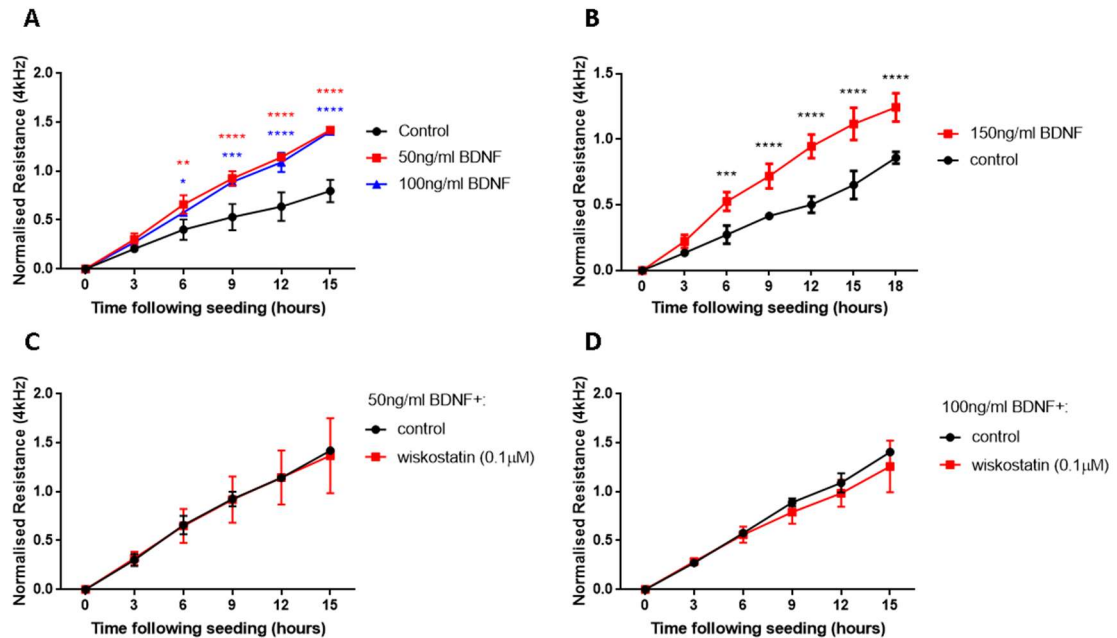 A
Normalised Resistance (4kHz)
2.0
1.5
1.0
0.5
0.0
**
*
****
***
****
****
****
****
0 3 6 9 12 15
Time following seeding (hours)
Control
50ng/ml BDNF
100ng/ml BDNF
B
Normalised Resistance (4kHz)
1.5
1.0
0.5
0.0
***
****
****
****
****
0 3 6 9 12 15 18
Time following seeding (hours)
150ng/ml BDNF
control
C
Normalised Resistance (4kHz)
2.0
1.5
1.0
0.5
0.0
0 3 6 9 12 15
Time following seeding (hours)
50ng/ml BDNF+:
control
wiskostatin (0.1μM)
D
Normalised Resistance (4kHz)
2.0
1.5
1.0
0.5
0.0
0 3 6 9 12 15
Time following seeding (hours)
100ng/ml BDNF+:
control
wiskostatin (0.1μM)